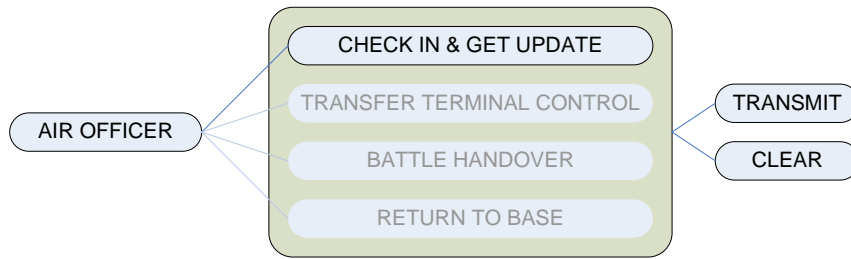 AIR OFFICER
CHECK IN & GET UPDATE
TRANSFER TERMINAL CONTROL
BATTLE HANDOVER
RETURN TO BASE
TRANSMIT
CLEAR